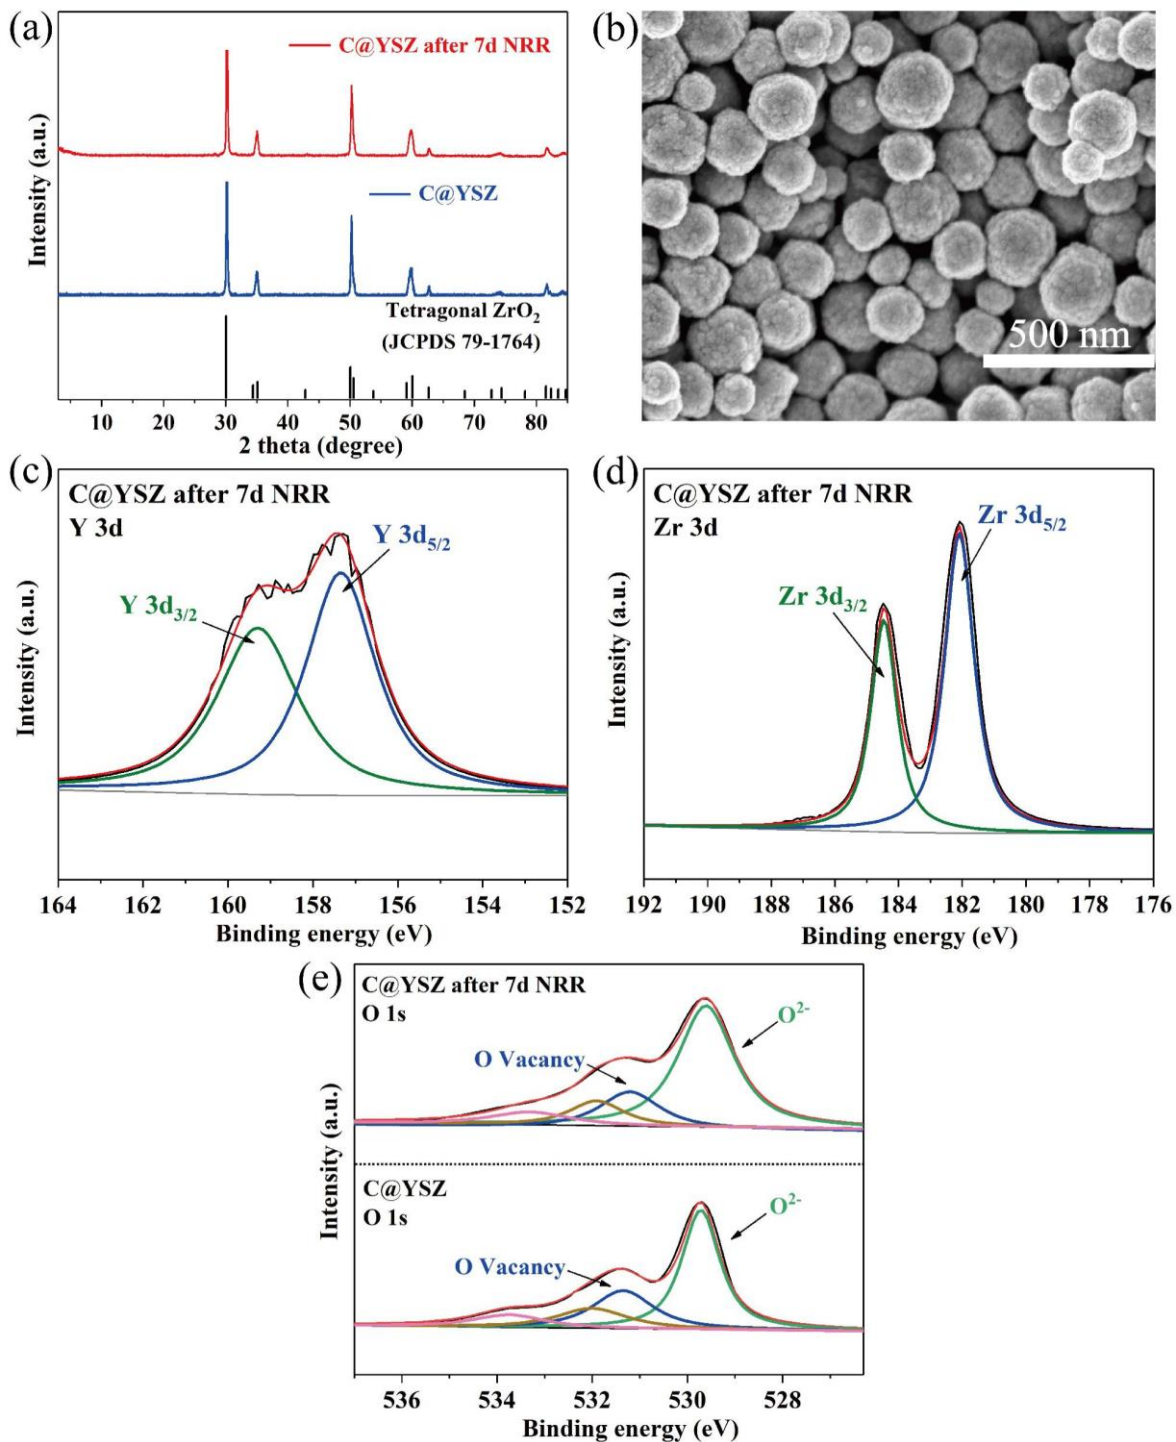 (a)
C@YSZ after 7d NRR
C@YSZ
Tetragonal ZrO₂
(JCPDS 79-1764)
Intensity (a.u.)
10 20 30 40 50 60 70 80
2 theta (degree)
(b)
500 nm
(c)
C@YSZ after 7d NRR
Y 3d
Y 3d₅/₂
Y 3d₃/₂
Intensity (a.u.)
164 162 160 158 156 154 152
Binding energy (eV)
(d)
C@YSZ after 7d NRR
Zr 3d
Zr 3d₅/₂
Zr 3d₃/₂
Intensity (a.u.)
192 190 188 186 184 182 180 178 176
Binding energy (eV)
(e)
C@YSZ after 7d NRR
O 1s
O²⁻
O Vacancy
C@YSZ
O 1s
O²⁻
O Vacancy
Intensity (a.u.)
536 534 532 530 528
Binding energy (eV)